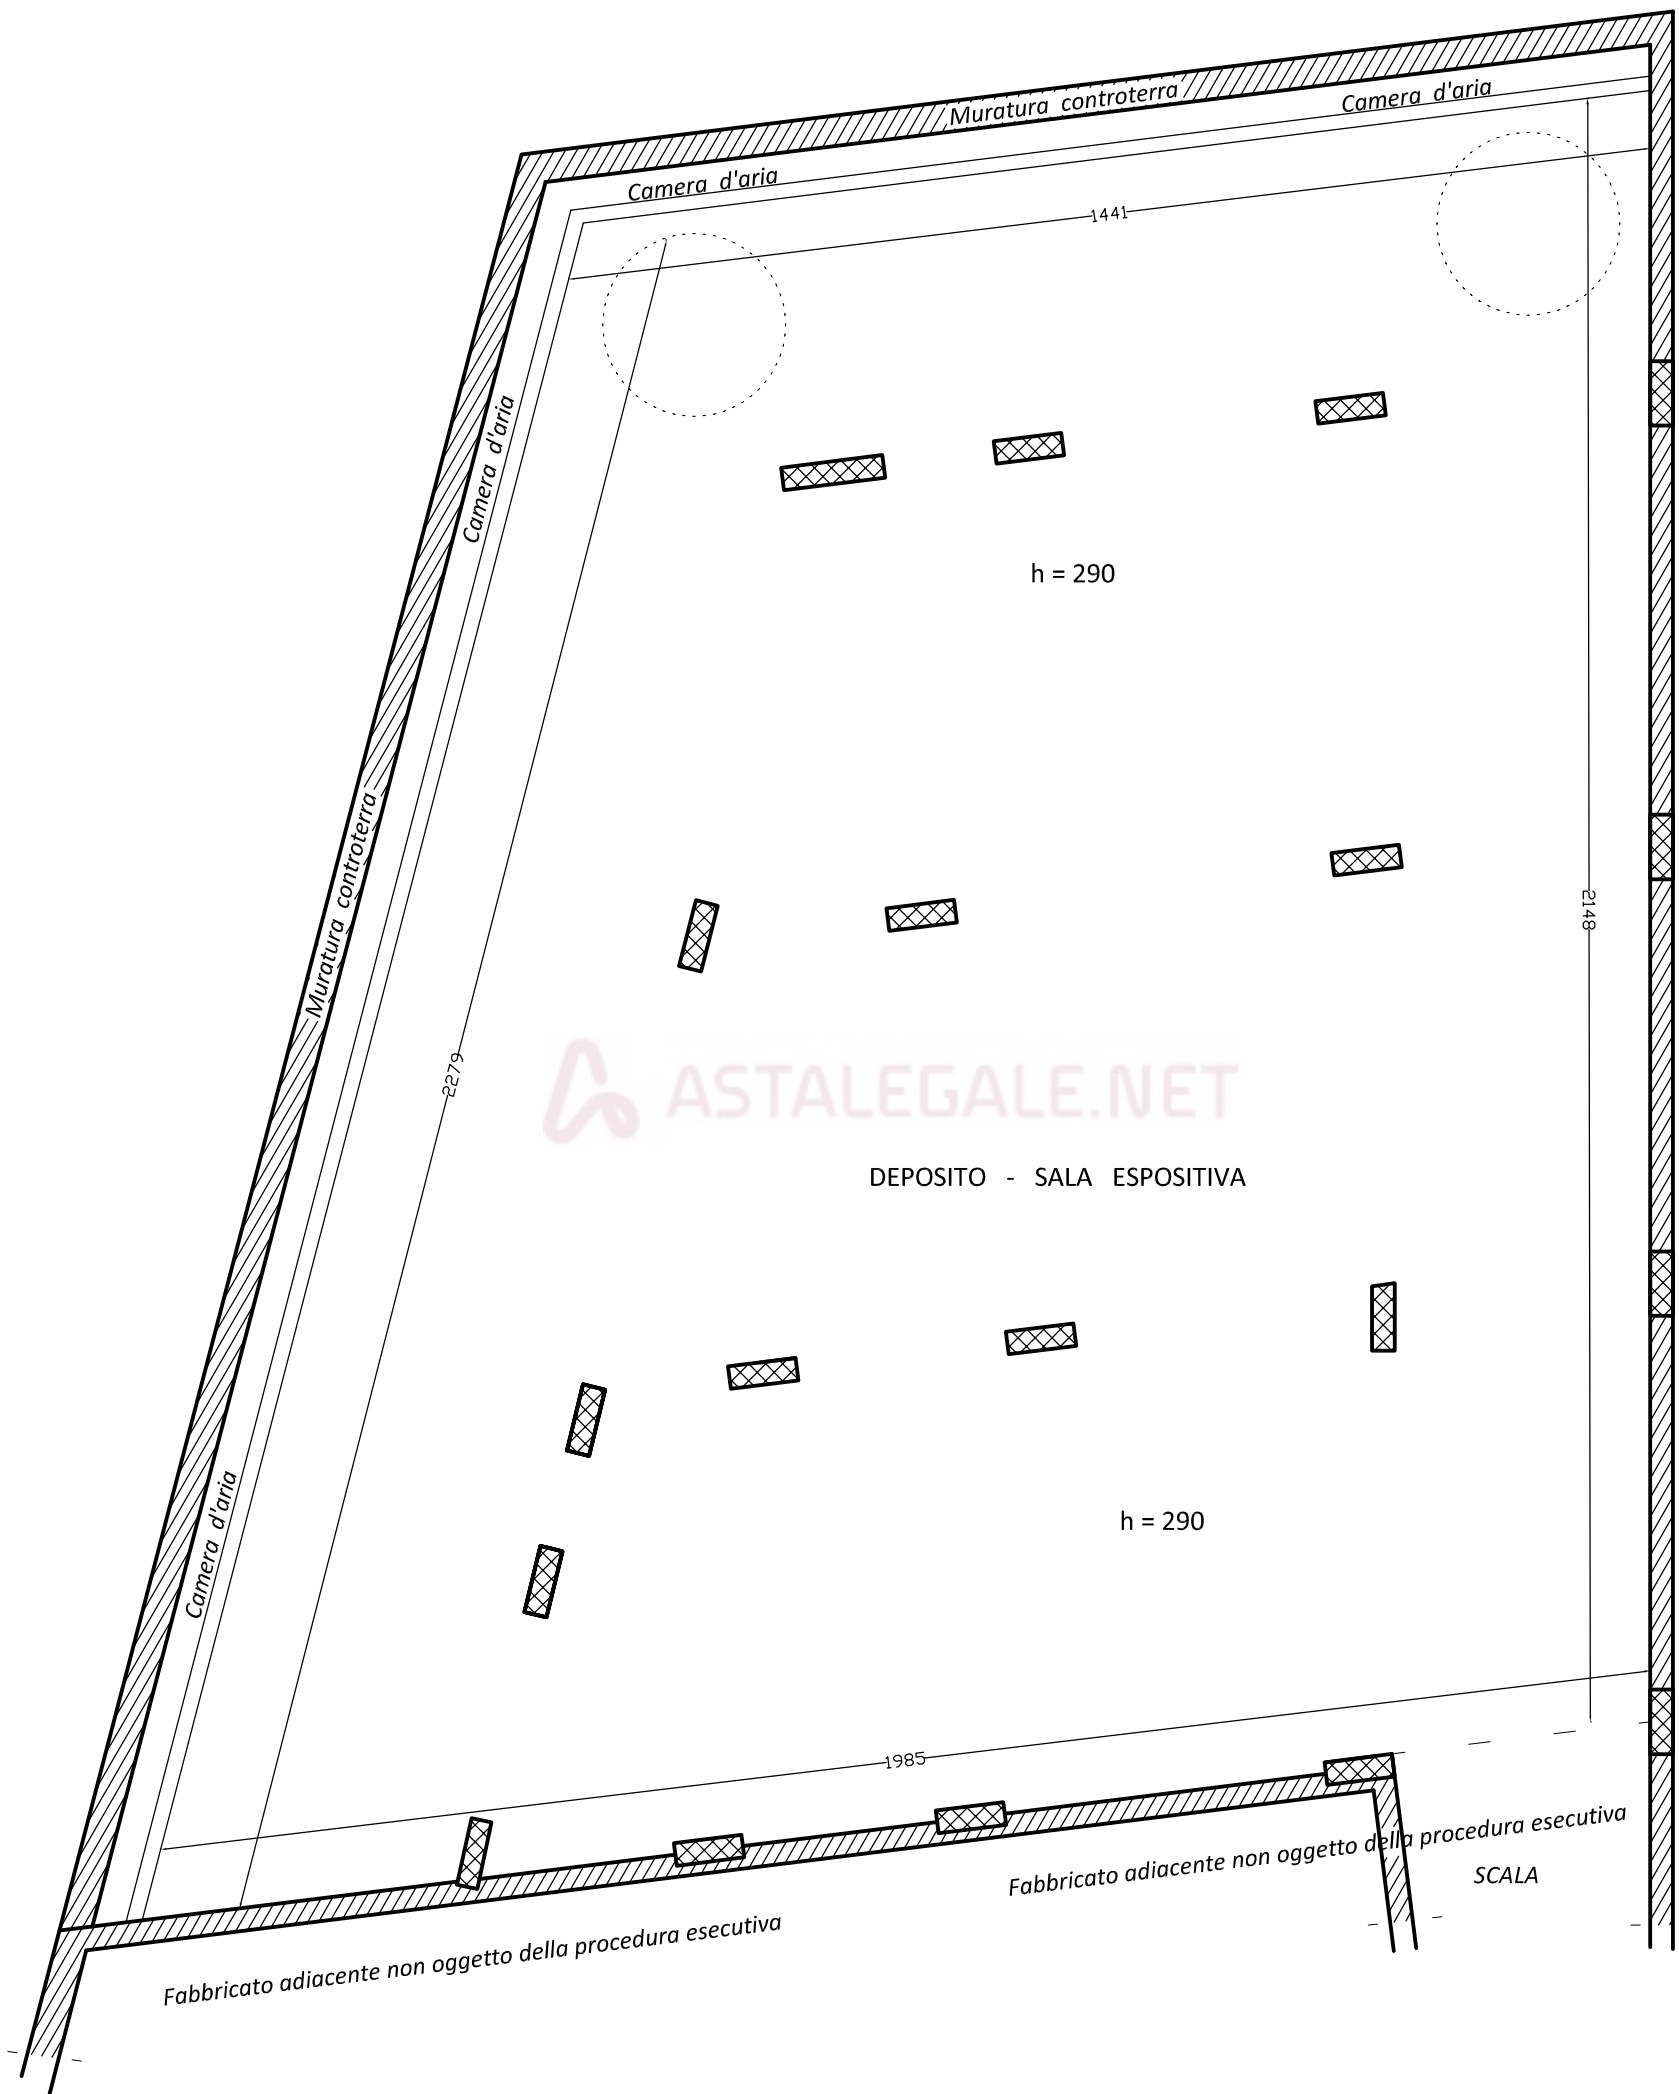 Muratura controterra
Camera d'aria
Camera d'aria
1441
Camera d'aria
h = 290
Muratura controterra
2148
2279
ASTALEGALE.NET
DEPOSITO - SALA ESPOSITIVA
Camera d'aria
h = 290
1985
Fabbricato adiacente non oggetto della procedura esecutiva
SCALA
Fabbricato adiacente non oggetto della procedura esecutiva